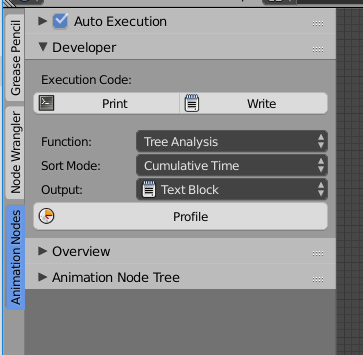 Grease Pencil
Node Wrangler
Animation Nodes
Auto Execution
Developer
Execution Code:
Print Write
Function: Tree Analysis
Sort Mode: Cumulative Time
Output: Text Block
Profile
Overview
Animation Node Tree